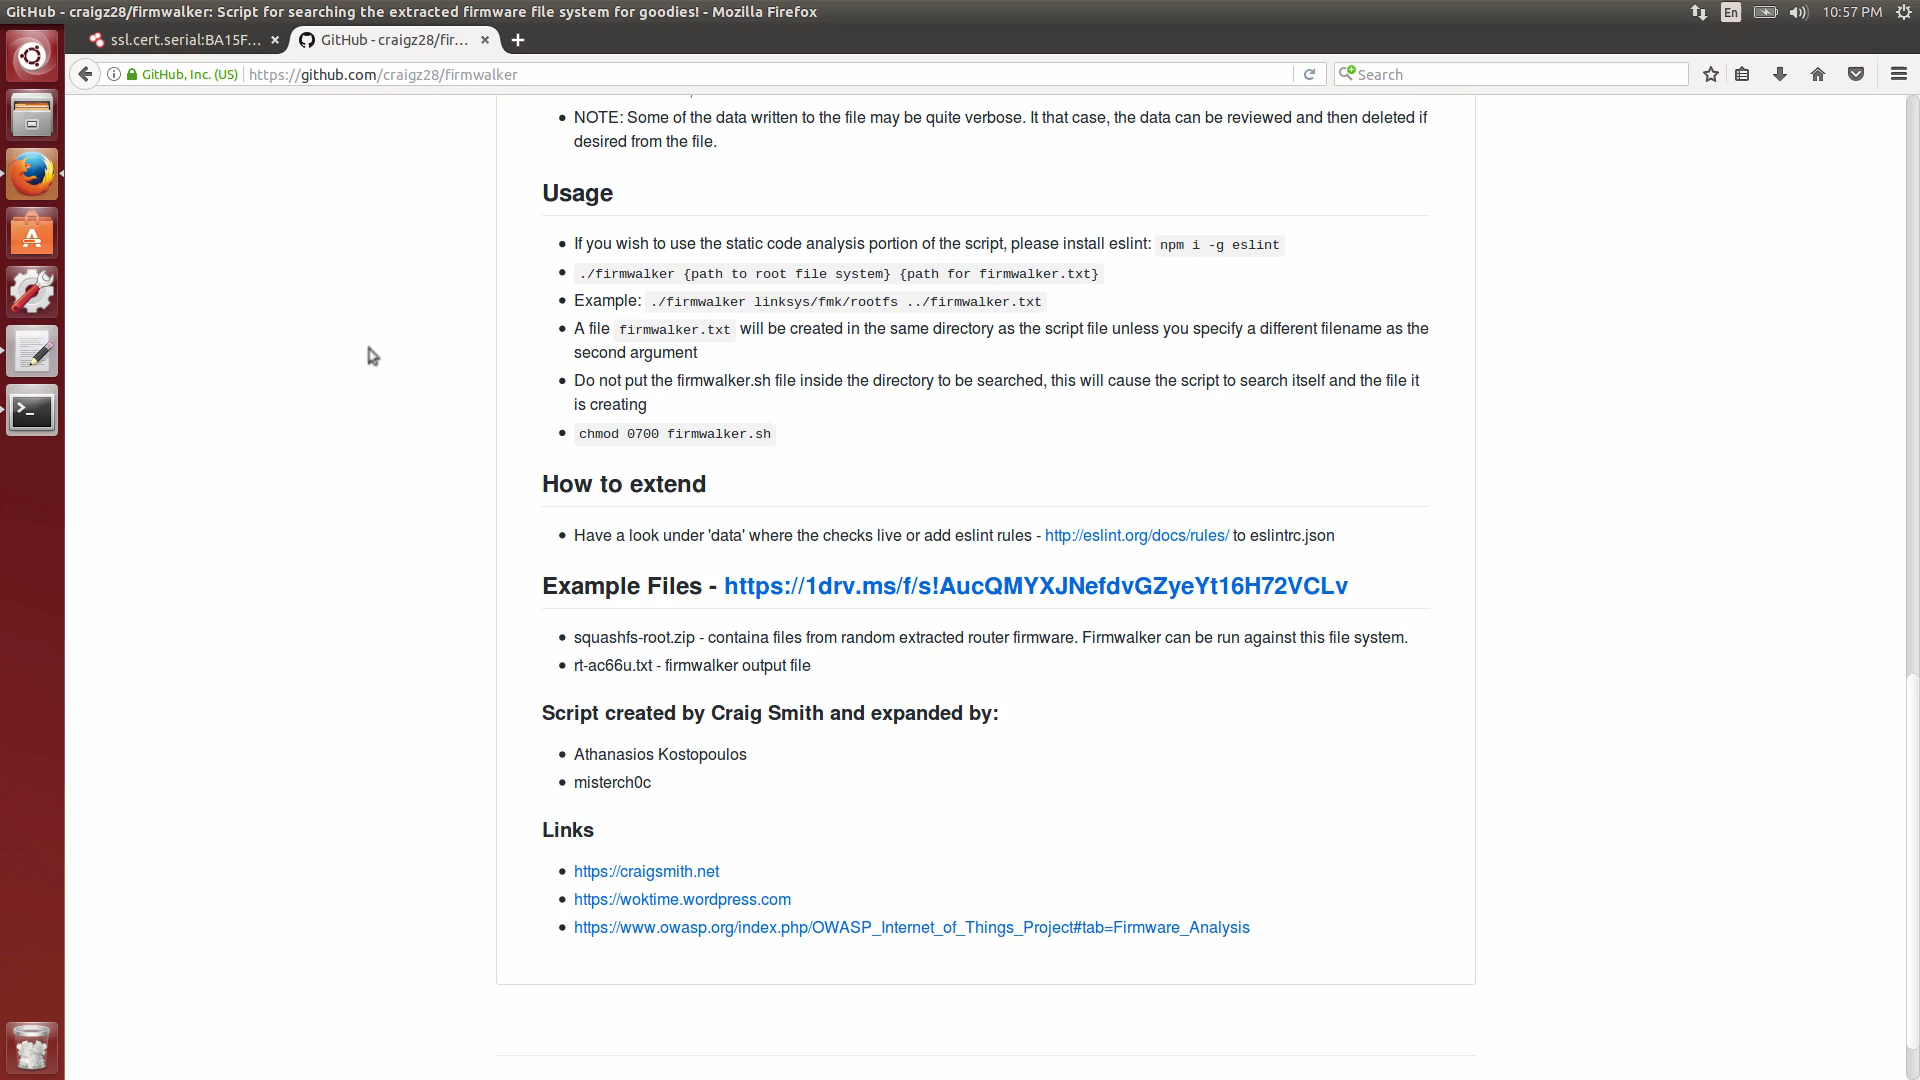 GitHub - craigz28/firmwalker: Script for searching the extracted firmware file system for goodies! - Mozilla Firefox
En
10:57 PM
ssl.cert.serial:BA15F...
GitHub - craigz28/fir...
GitHub, Inc. (US)
https://github.com/craigz28/firmwalker
Search
NOTE: Some of the data written to the file may be quite verbose. It that case, the data can be reviewed and then deleted if
desired from the file.
Usage
If you wish to use the static code analysis portion of the script, please install eslint: npm i -g eslint
./firmwalker {path to root file system} {path for firmwalker.txt}
Example: ./firmwalker linksys/fmk/rootfs ../firmwalker.txt
A file firmwalker.txt will be created in the same directory as the script file unless you specify a different filename as the
second argument
Do not put the firmwalker.sh file inside the directory to be searched, this will cause the script to search itself and the file it
is creating
chmod 0700 firmwalker.sh
How to extend
Have a look under 'data' where the checks live or add eslint rules - http://eslint.org/docs/rules/ to eslintrc.json
Example Files - https://1drv.ms/f/s!AucQMYXJNefdvGZyeYt16H72VCLv
squashfs-root.zip - containa files from random extracted router firmware. Firmwalker can be run against this file system.
rt-ac66u.txt - firmwalker output file
Script created by Craig Smith and expanded by:
Athanasios Kostopoulos
misterch0c
Links
https://craigsmith.net
https://woktime.wordpress.com
https://www.owasp.org/index.php/OWASP_Internet_of_Things_Project#tab=Firmware_Analysis